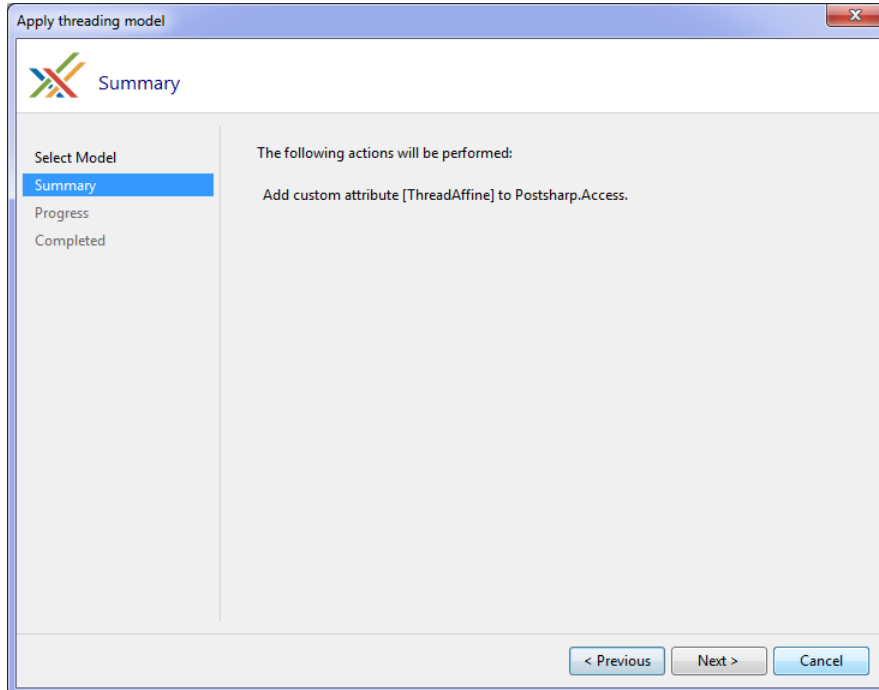 Apply threading model
Summary
Select Model
Summary
Progress
Completed
The following actions will be performed:
Add custom attribute [ThreadAffine] to Postsharp.Access.
< Previous
Next >
Cancel